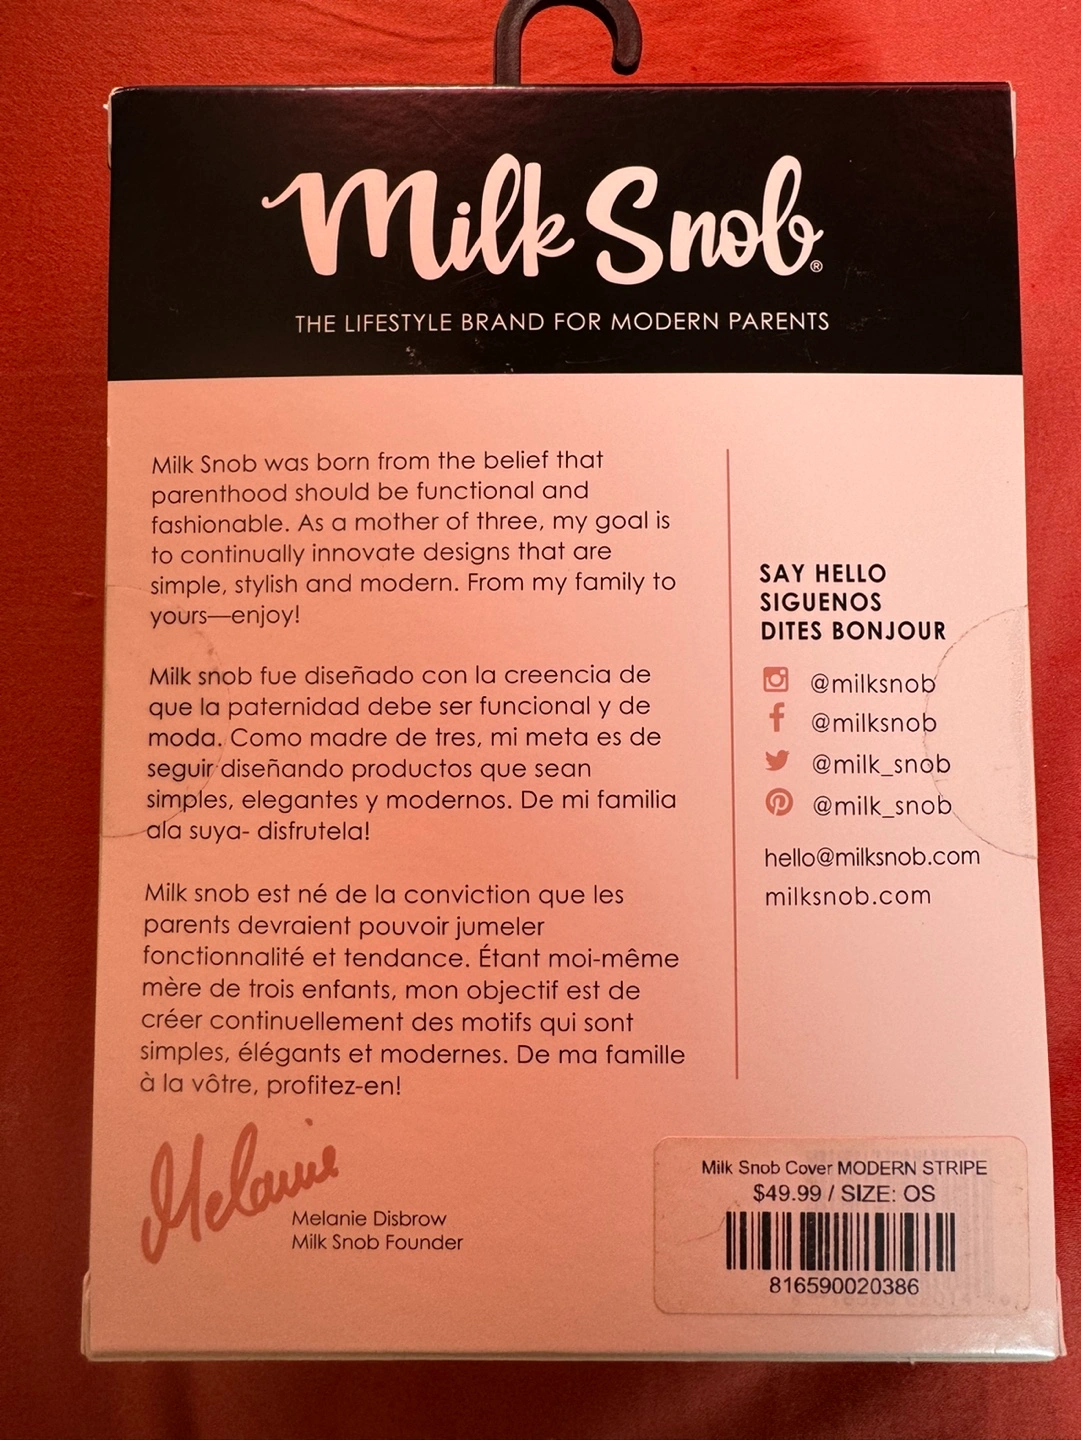 Milk Snob®
THE LIFESTYLE BRAND FOR MODERN PARENTS
Milk Snob was born from the belief that
parenthood should be functional and
fashionable. As a mother of three, my goal is
to continually innovate designs that are
simple, stylish and modern. From my family to
yours—enjoy!
Milk snob fue diseñado con la creencia de
que la paternidad debe ser funcional y de
moda. Como madre de tres, mi meta es de
seguir diseñando productos que sean
simples, elegantes y modernos. De mi familia
ala suya- disfrutela!
Milk snob est né de la conviction que les
parents devraient pouvoir jumeler
fonctionnalité et tendance. Étant moi-même
mère de trois enfants, mon objectif est de
créer continuellement des motifs qui sont
simples, élégants et modernes. De ma famille
à la vôtre, profitez-en!
Melanie
Melanie Disbrow
Milk Snob Founder
SAY HELLO
SIGUENOS
DITES BONJOUR
@milksnob
@milksnob
@milk_snob
@milk_snob
hello@milksnob.com
milksnob.com
Milk Snob Cover MODERN STRIPE
$49.99 / SIZE: OS
816590020386